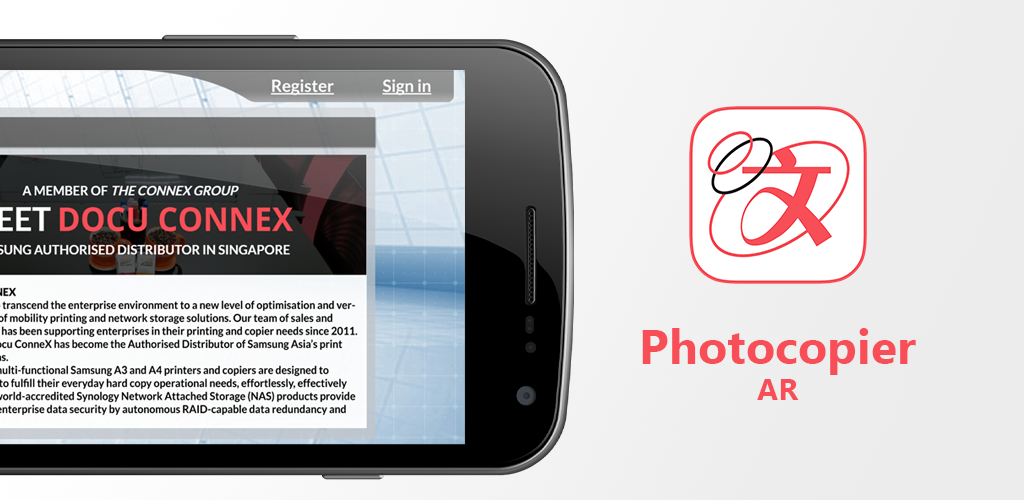 Register Sign in
A MEMBER OF THE CONNEX GROUP
EET DOCU CONNEX
SUNG AUTHORISED DISTRIBUTOR IN SINGAPORE
NEX
transcend the enterprise environment to a new level of optimisation and ver-
of mobility printing and network storage solutions. Our team of sales and
has been supporting enterprises in their printing and copier needs since 2011.
ocu ConneX has become the Authorised Distributor of Samsung Asia's print
ns.
multi-functional Samsung A3 and A4 printers and copiers are designed to
to fulfill their everyday hard copy operational needs, effortlessly, effectively
world-accredited Synology Network Attached Storage (NAS) products provide
enterprise data security by autonomous RAID-capable data redundancy and
文
Photocopier
AR